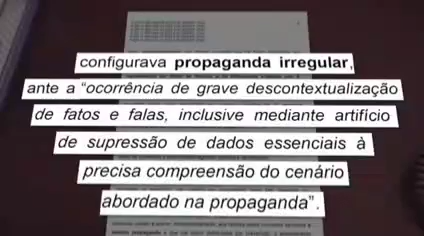 configurava propaganda irregular,
ante a “ocorrência de grave descontextualização
de fatos e falas, inclusive mediante artifício
de supressão de dados essenciais à
precisa compreensão do cenário
abordado na propaganda”.